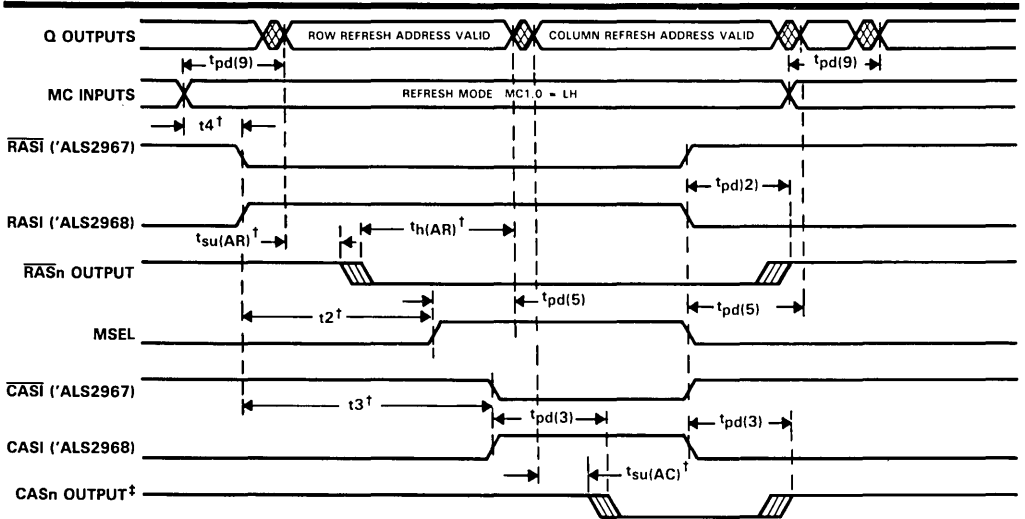 Q OUTPUTS
ROW REFRESH ADDRESS VALID
COLUMN REFRESH ADDRESS VALID
tpd(9)
tpd(9)
MC INPUTS
REFRESH MODE MC1.0 = LH
t4†
RASI ('ALS2967)
tpd)2)
RASI ('ALS2968)
th(AR)†
tsu(AR)†
RASn OUTPUT
tpd(5)
tpd(5)
t2†
MSEL
CASI ('ALS2967)
t3†
tpd(3)
tpd(3)
CASI ('ALS2968)
tsu(AC)†
CASn OUTPUT‡